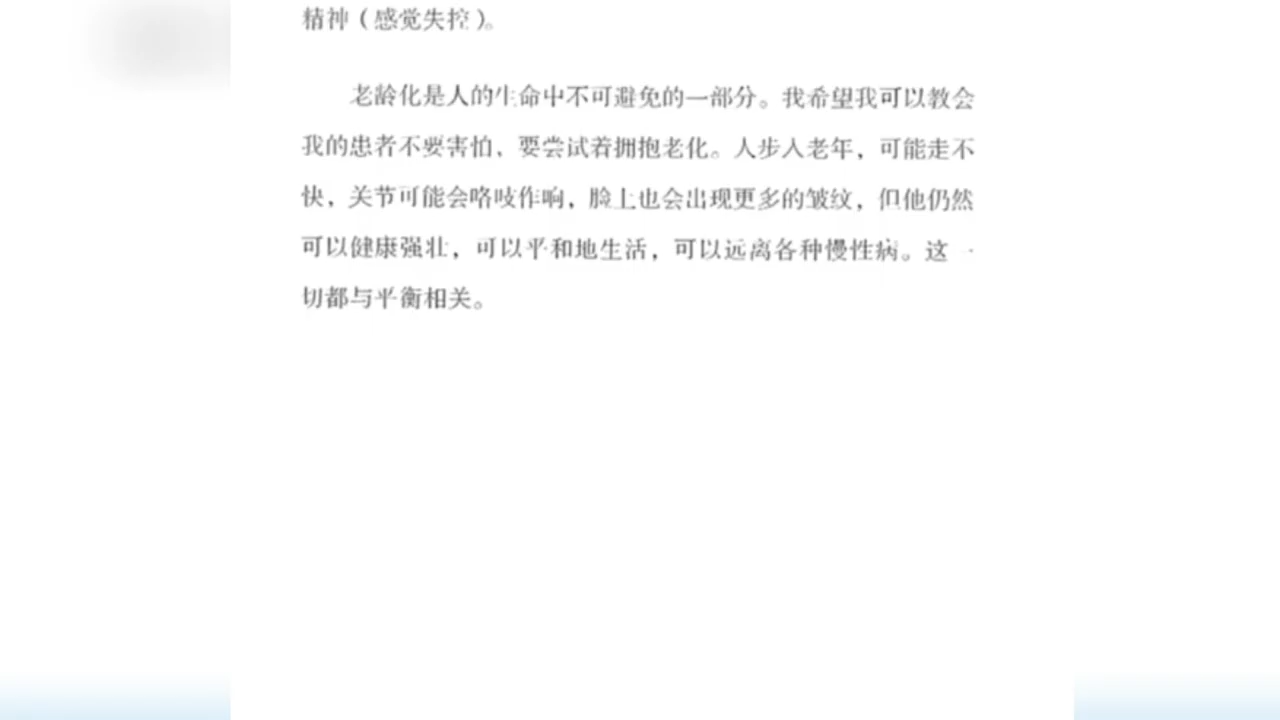 精神（感觉失控）。
老龄化是人的生命中不可避免的一部分。我希望我可以教会
我的患者不要害怕，要尝试着拥抱老化。人步入老年，可能走不
快，关节可能会咯吱作响，脸上也会出现更多的皱纹，但他仍然
可以健康强壮，可以平和地生活，可以远离各种慢性病。这一
切都与平衡相关。